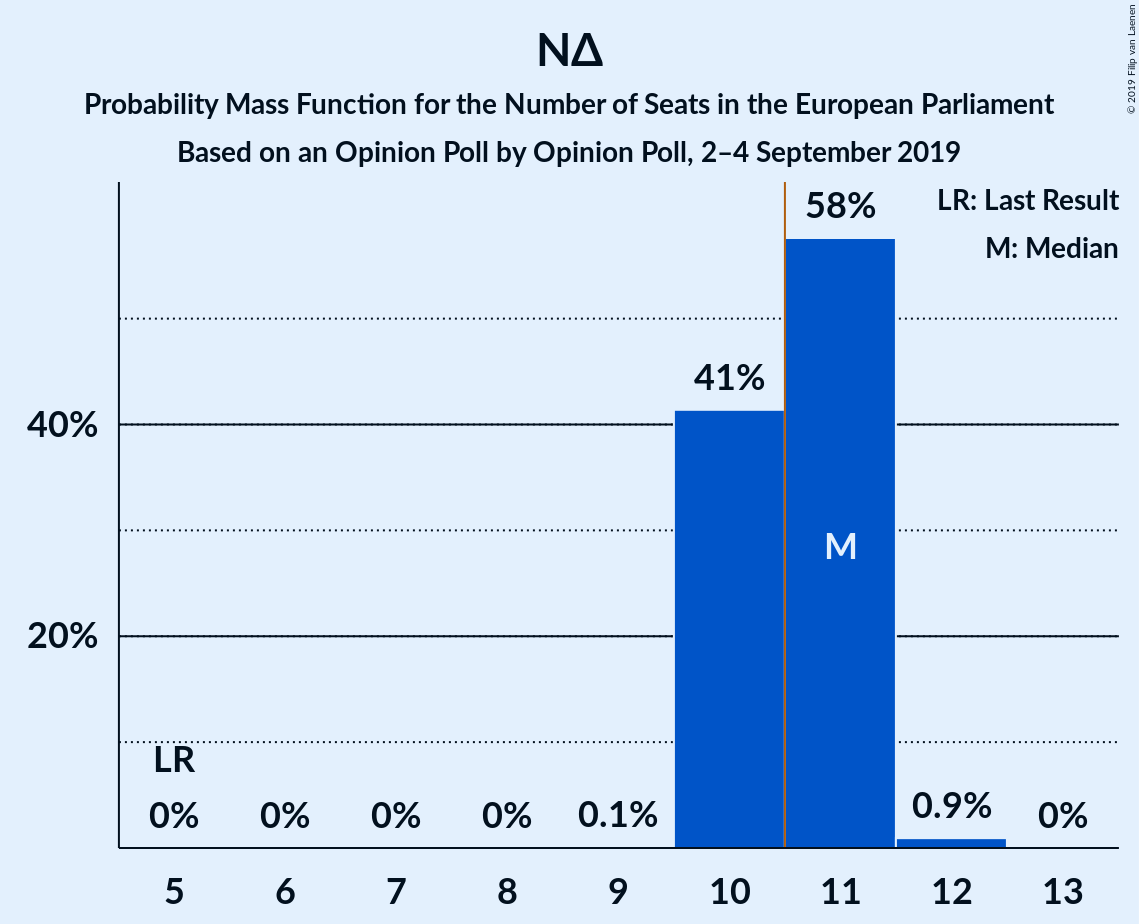 ΝΔ
Probability Mass Function for the Number of Seats in the European Parliament
Based on an Opinion Poll by Opinion Poll, 2–4 September 2019
© 2019 Filip van Laenen
LR: Last Result
M: Median
58%
41%
40%
M
20%
LR
0% 0% 0% 0% 0.1% 0.9% 0%
5 6 7 8 9 10 11 12 13